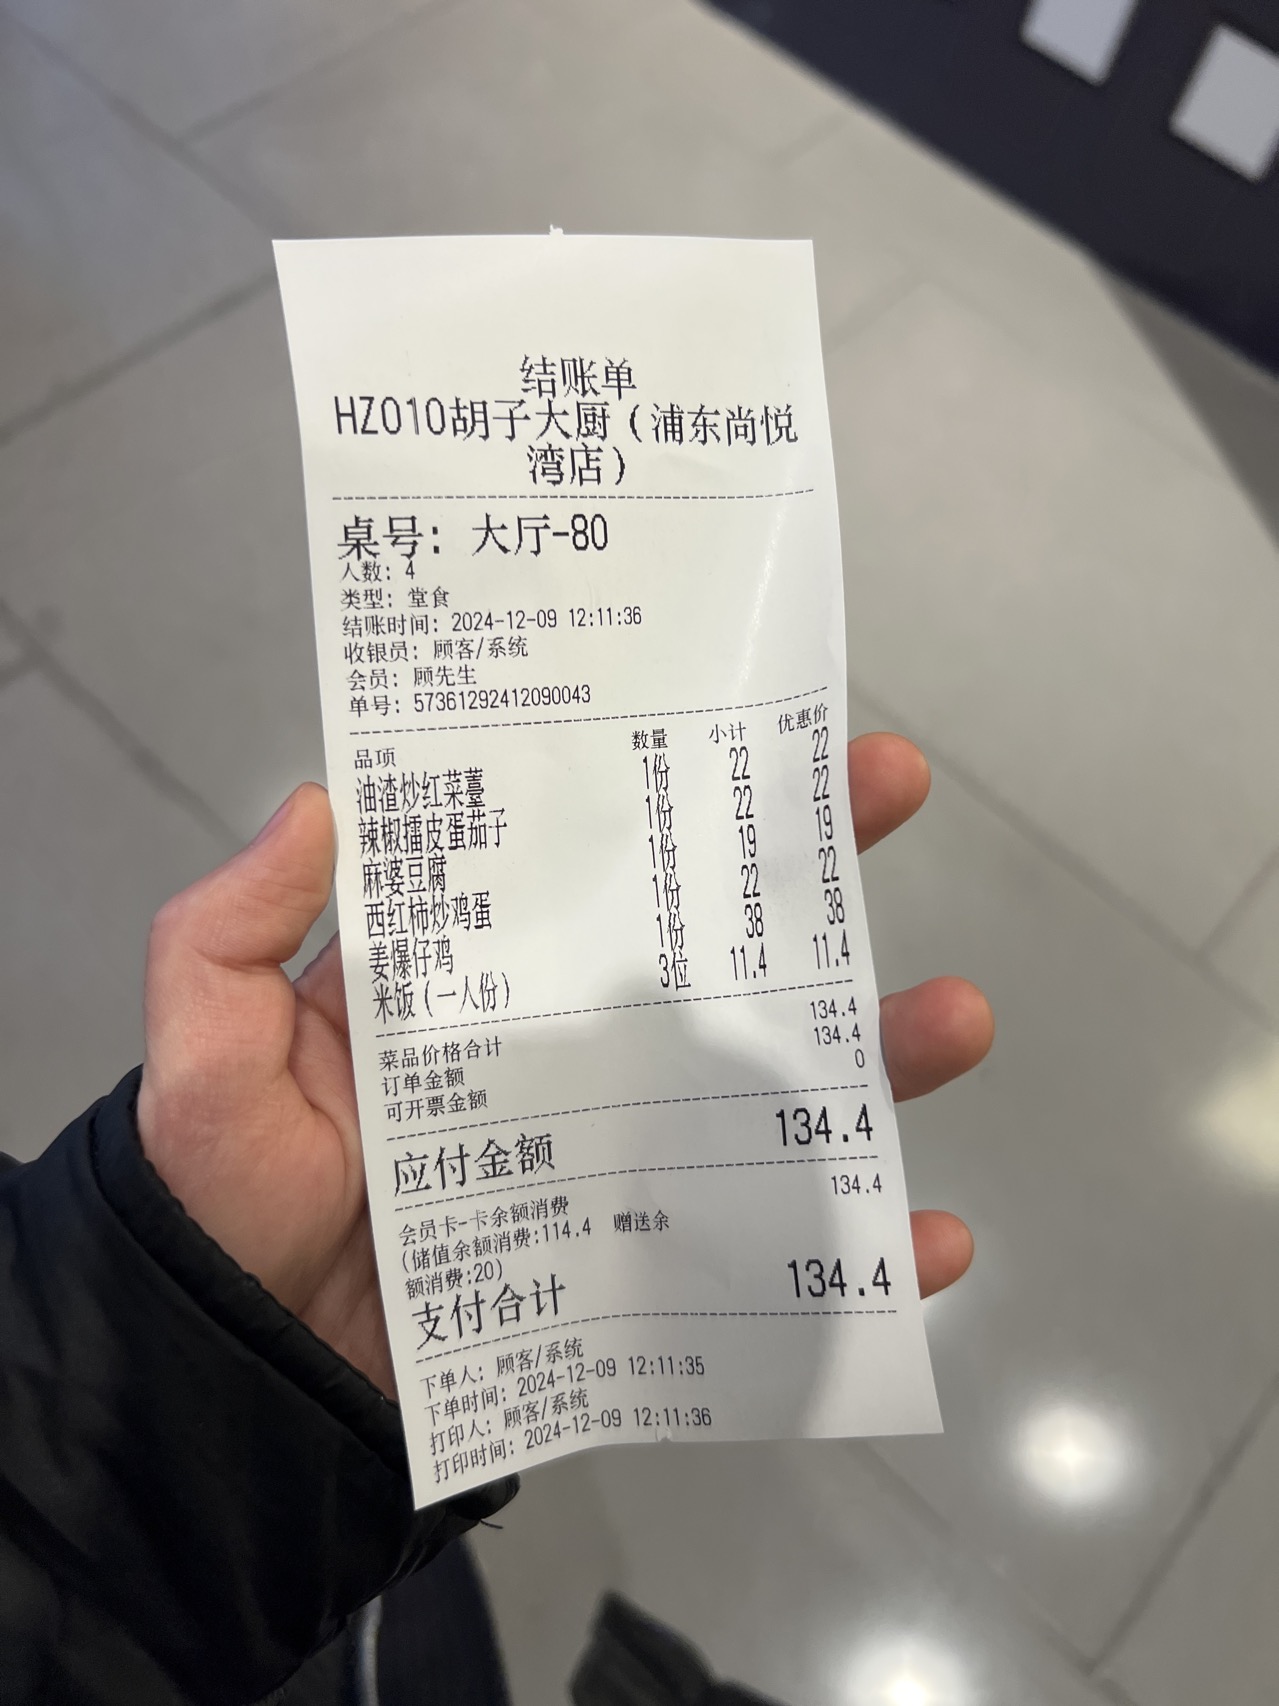 结账单
HZ010胡子大厨(浦东尚悦
湾店)
桌号: 大厅-80
人数: 4
类型: 堂食
结账时间: 2024-12-09 12:11:36
收银员: 顾客/系统
会员: 顾先生
单号: 57361292412090043
品项 数量 小计 优惠价
油渣炒红菜薹 1份 22 22
辣椒擂皮蛋茄子 1份 22 22
麻婆豆腐 1份 19 19
西红柿炒鸡蛋 1份 22 22
姜爆仔鸡 1份 38 38
米饭(一人份) 3位 11.4 11.4
菜品价格合计 134.4
订单金额 134.4
可开票金额 0
应付金额 134.4
会员卡-卡余额消费 134.4
(储值余额消费:114.4 赠送余
额消费:20)
支付合计 134.4
下单人: 顾客/系统
下单时间: 2024-12-09 12:11:35
打印人: 顾客/系统
打印时间: 2024-12-09 12:11:36